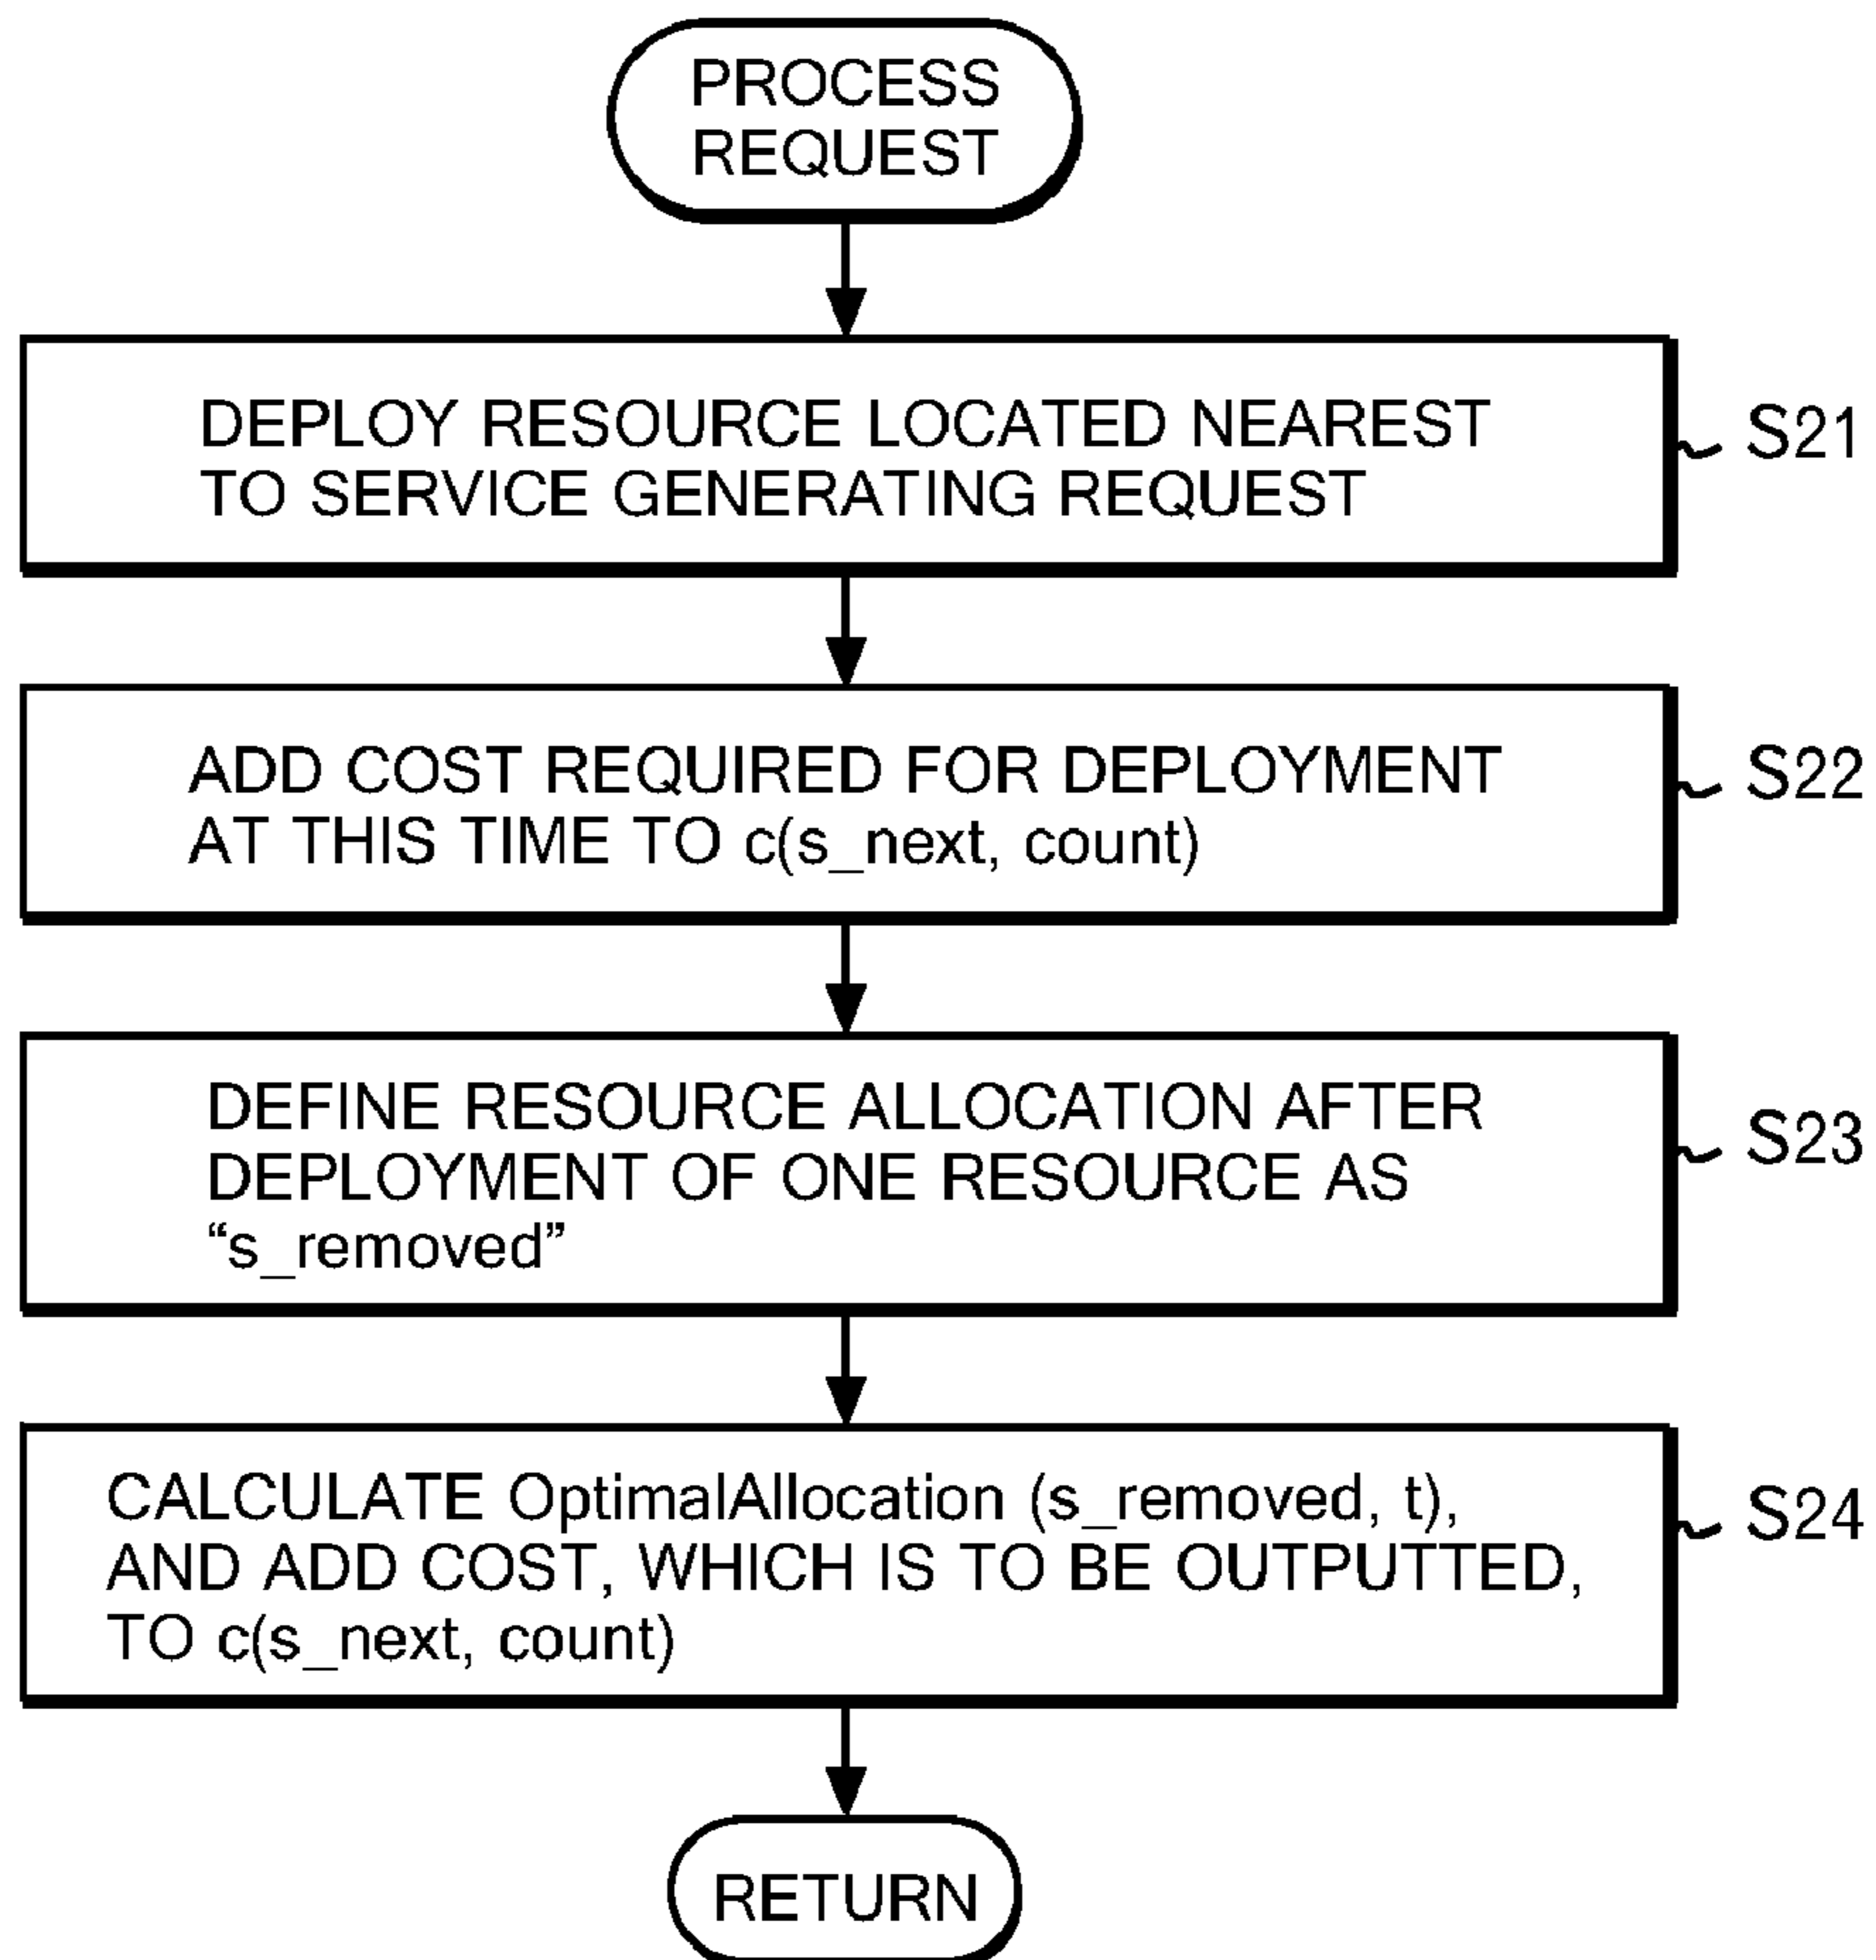 PROCESS
REQUEST
DEPLOY RESOURCE LOCATED NEAREST
TO SERVICE GENERATING REQUEST
S21
ADD COST REQUIRED FOR DEPLOYMENT
AT THIS TIME TO c(s_next, count)
S22
DEFINE RESOURCE ALLOCATION AFTER
DEPLOYMENT OF ONE RESOURCE AS
“s_removed”
S23
CALCULATE OptimalAllocation (s_removed, t),
AND ADD COST, WHICH IS TO BE OUTPUTTED,
TO c(s_next, count)
S24
RETURN